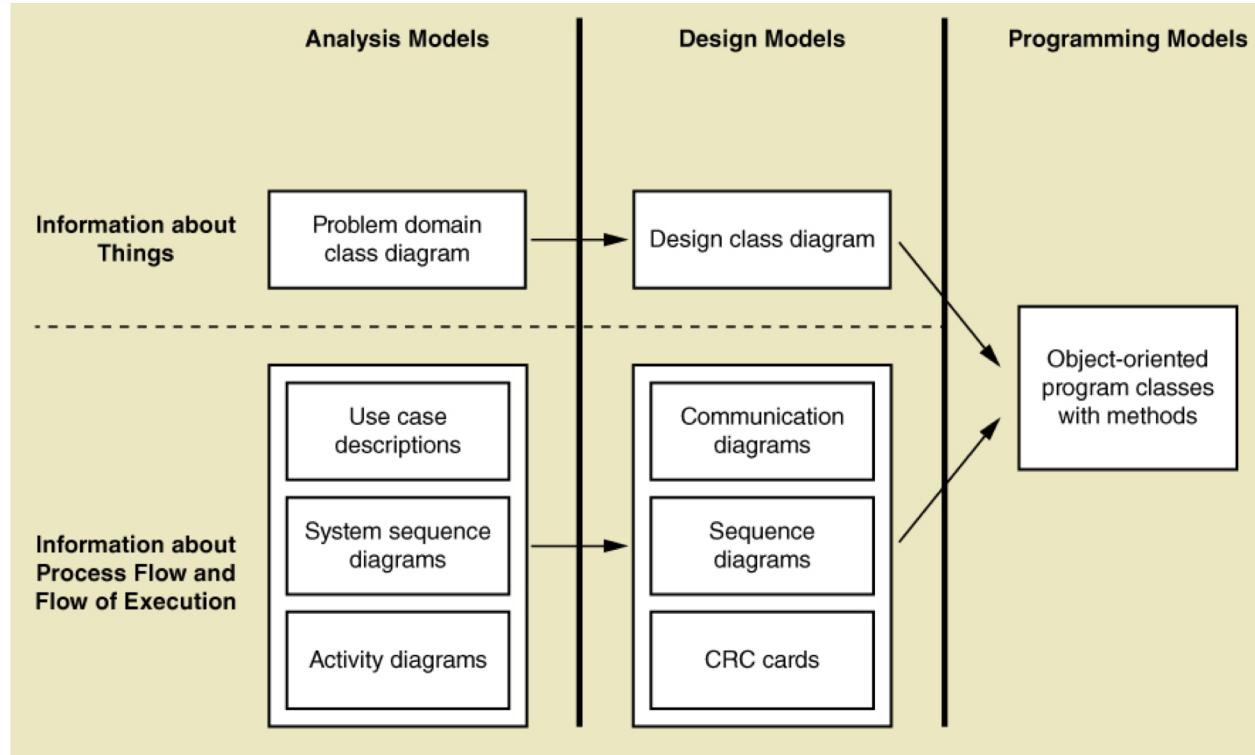 Analysis Models
Design Models
Programming Models
Information about
Things
Problem domain
class diagram
Design class diagram
Object-oriented
program classes
with methods
Information about
Process Flow and
Flow of Execution
Use case
descriptions
System sequence
diagrams
Activity diagrams
Communication
diagrams
Sequence
diagrams
CRC cards